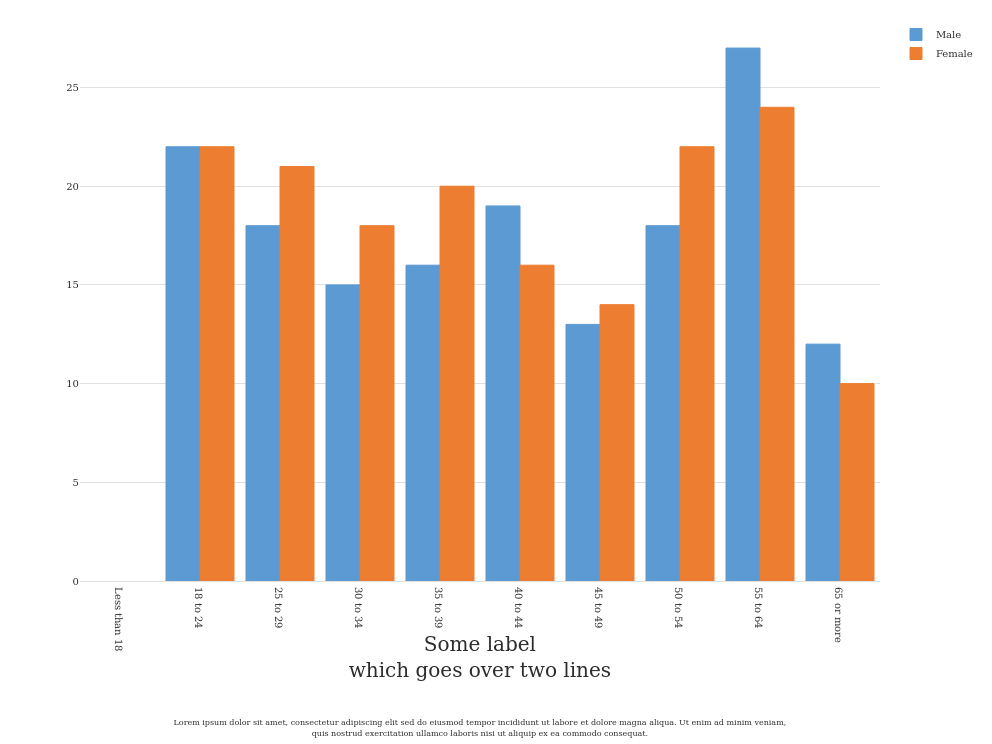 Male
Female
25
20
15
10
5
0
Less than 18
18 to 24
25 to 29
30 to 34
35 to 39
40 to 44
45 to 49
50 to 54
55 to 64
65 or more
Some label
which goes over two lines
Lorem ipsum dolor sit amet, consectetur adipiscing elit sed do eiusmod tempor incididunt ut labore et dolore magna aliqua. Ut enim ad minim veniam,
quis nostrud exercitation ullamco laboris nisi ut aliquip ex ea commodo consequat.